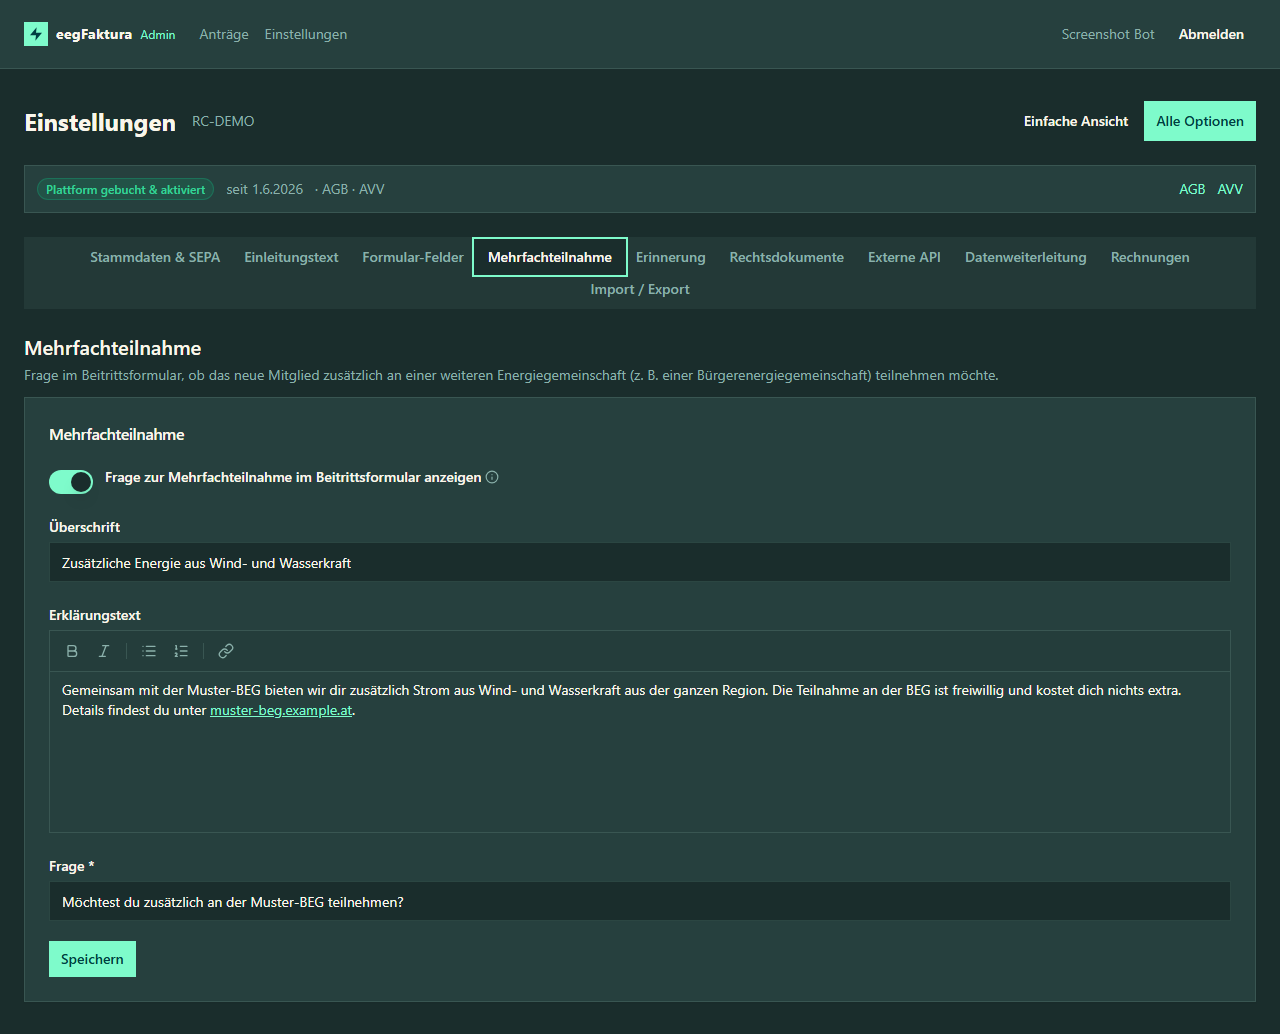 eegFaktura Admin Anträge Einstellungen Screenshot Bot Abmelden
Einstellungen RC-DEMO Einfache Ansicht Alle Optionen
Plattform gebucht & aktiviert seit 1.6.2026 · AGB · AVV AGB AVV
Stammdaten & SEPA Einleitungstext Formular-Felder Mehrfachteilnahme Erinnerung Rechtsdokumente Externe API Datenweiterleitung Rechnungen
Import / Export
Mehrfachteilnahme
Frage im Beitrittsformular, ob das neue Mitglied zusätzlich an einer weiteren Energiegemeinschaft (z. B. einer Bürgerenergiegemeinschaft) teilnehmen möchte.
Mehrfachteilnahme
Frage zur Mehrfachteilnahme im Beitrittsformular anzeigen
Überschrift
Zusätzliche Energie aus Wind- und Wasserkraft
Erklärungstext
Gemeinsam mit der Muster-BEG bieten wir dir zusätzlich Strom aus Wind- und Wasserkraft aus der ganzen Region. Die Teilnahme an der BEG ist freiwillig und kostet dich nichts extra.
Details findest du unter muster-beg.example.at.
Frage *
Möchtest du zusätzlich an der Muster-BEG teilnehmen?
Speichern